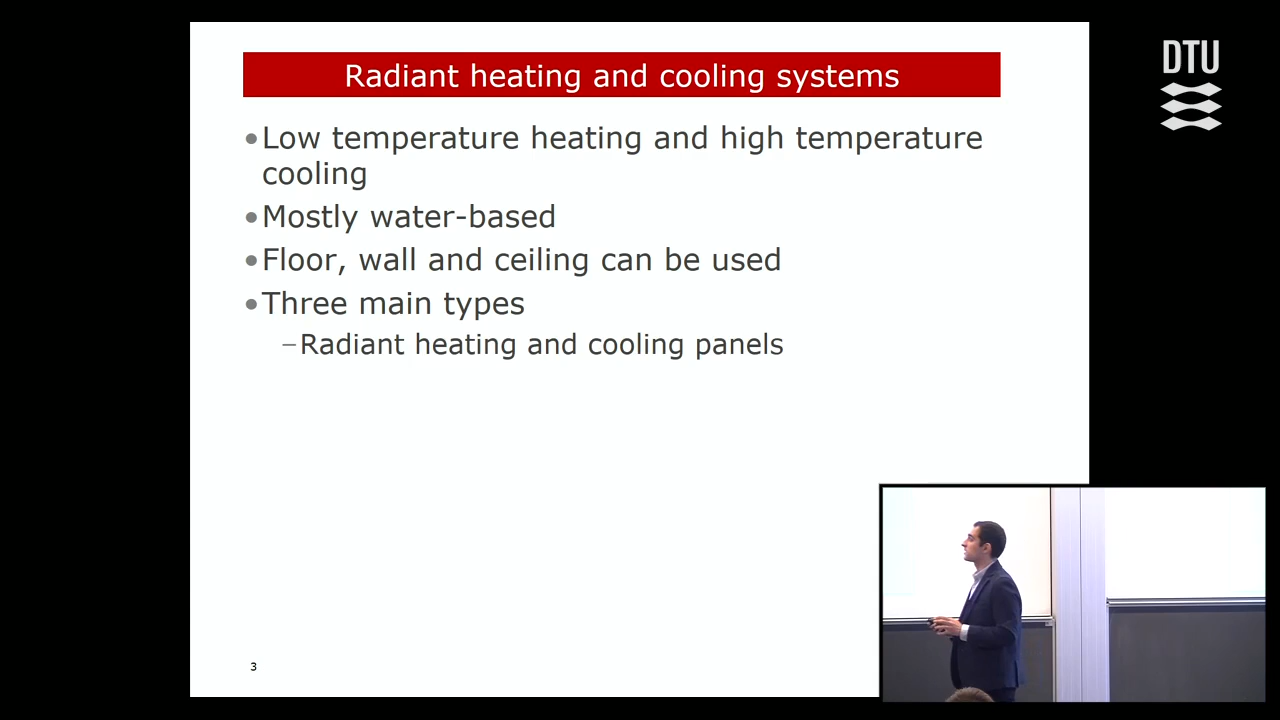 Radiant heating and cooling systems
DTU
•Low temperature heating and high temperature
cooling
•Mostly water-based
•Floor, wall and ceiling can be used
•Three main types
–Radiant heating and cooling panels
3